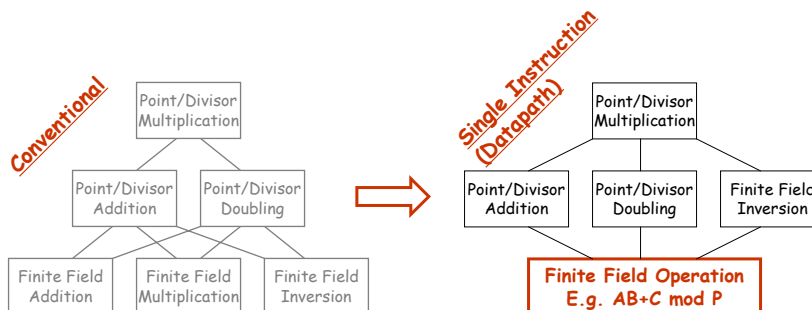 Conventional
Point/Divisor
Multiplication
Point/Divisor
Addition
Point/Divisor
Doubling
Finite Field
Addition
Finite Field
Multiplication
Finite Field
Inversion
Single Instruction
(Datapath)
Point/Divisor
Multiplication
Point/Divisor
Addition
Point/Divisor
Doubling
Finite Field
Inversion
Finite Field Operation
E.g. AB+C mod P